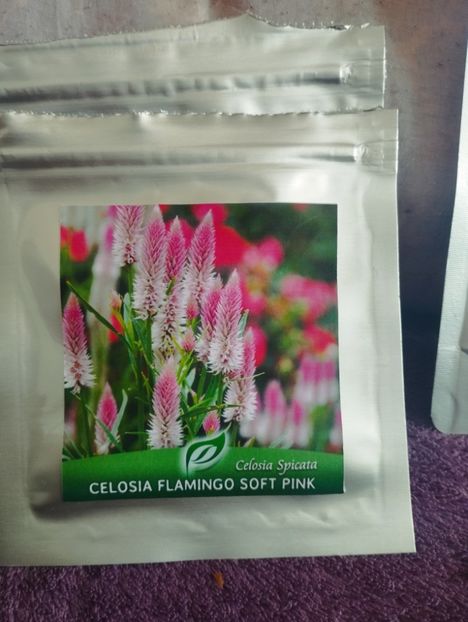 Celosia Spicata
CELOSIA FLAMINGO SOFT PINK